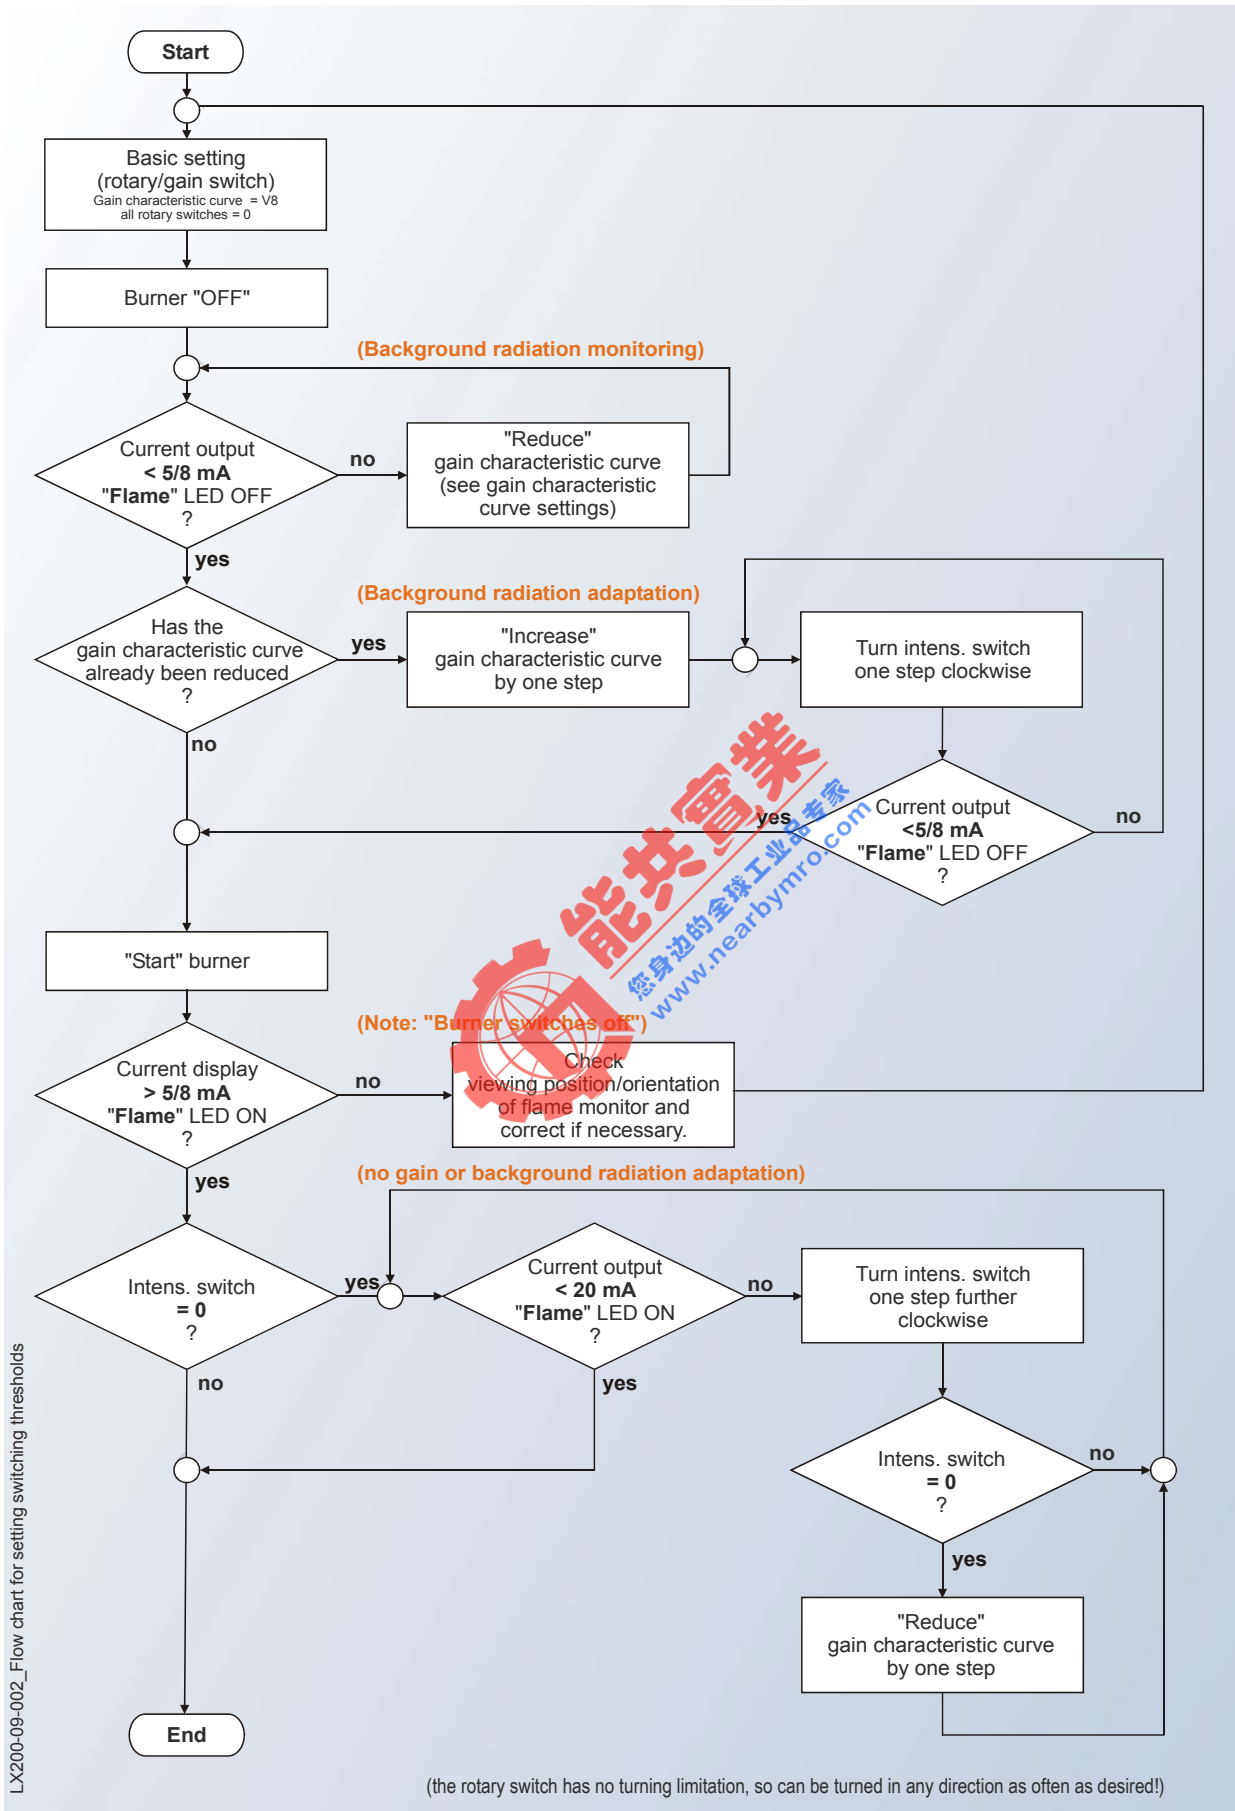 Start
Basic setting
(rotary/gain switch)
Gain characteristic curve = V8
all rotary switches = 0
Burner "OFF"
(Background radiation monitoring)
Current output
< 5/8 mA
"Flame" LED OFF
?
no
"Reduce"
gain characteristic curve
(see gain characteristic
curve settings)
yes
(Background radiation adaptation)
Has the
gain characteristic curve
already been reduced
?
yes
"Increase"
gain characteristic curve
by one step
Turn intens. switch
one step clockwise
no
Current output
<5/8 mA
"Flame" LED OFF
?
yes
no
"Start" burner
(Note: "Burner switches off")
Current display
> 5/8 mA
"Flame" LED ON
?
no
Check
viewing position/orientation
of flame monitor and
correct if necessary.
yes
(no gain or background radiation adaptation)
Intens. switch
= 0
?
yes
Current output
< 20 mA
"Flame" LED ON
?
no
Turn intens. switch
one step further
clockwise
no
yes
Intens. switch
= 0
?
no
yes
"Reduce"
gain characteristic curve
by one step
End
(the rotary switch has no turning limitation, so can be turned in any direction as often as desired!)
LX200-09-002_Flow chart for setting switching thresholds
能共實業
您身边的全球工业品专家
www.nearbymro.com